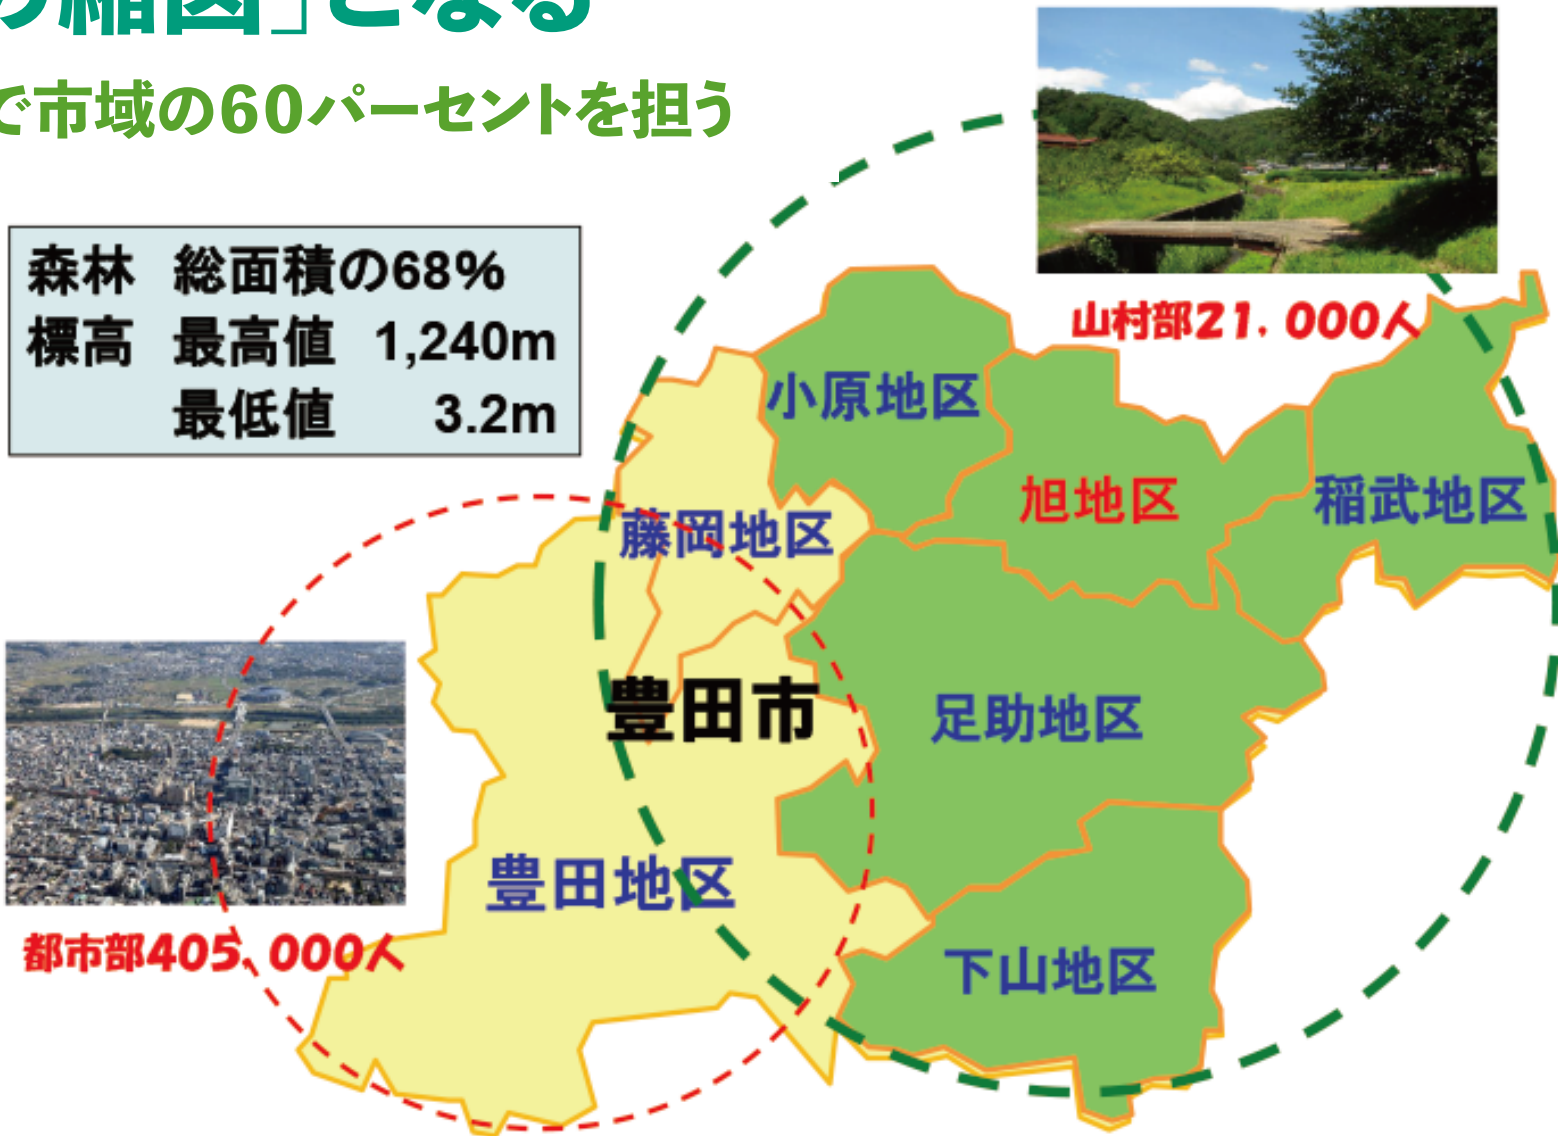 の縮図」となる
で市域の60パーセントを担う
森林 総面積の68%
標高 最高値 1,240m
最低値 3.2m
山村部21,000人
小原地区
旭地区
稲武地区
藤岡地区
豊田市
足助地区
豊田地区
都市部405,000人
下山地区